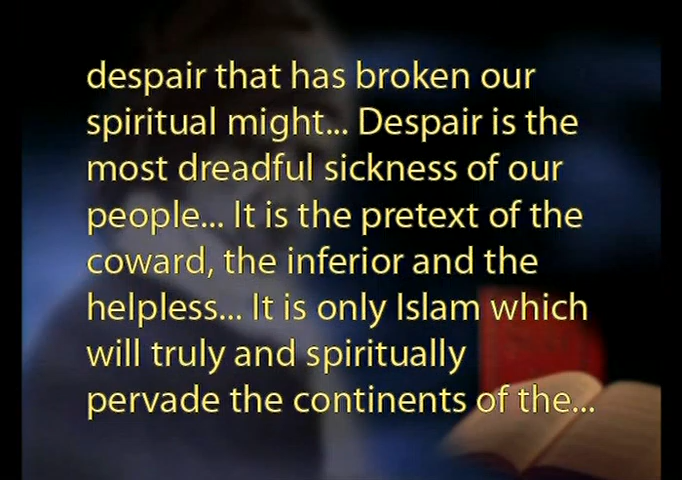 despair that has broken our
spiritual might... Despair is the
most dreadful sickness of our
people... It is the pretext of the
coward, the inferior and the
helpless... It is only Islam which
will truly and spiritually
pervade the continents of the...